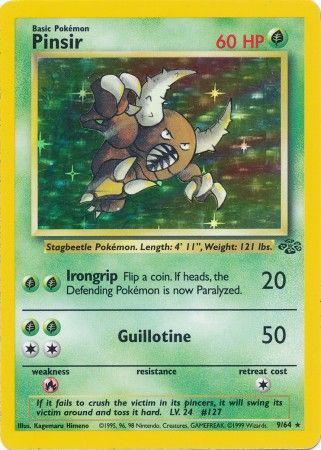 Basic Pokémon
Pinsir
60 HP
Stagbeetle Pokémon. Length: 4' 11", Weight: 121 lbs.
Irongrip Flip a coin. If heads, the
Defending Pokémon is now Paralyzed.
20
Guillotine
50
weakness
resistance
retreat cost
If it fails to crush the victim in its pincers, it will swing its
victim around and toss it hard. LV. 24 #127
Illus. Kagemaru Himeno
©1995, 96, 98 Nintendo, Creatures, GAMEFREAK. ©1999 Wizards.
9/64 ★